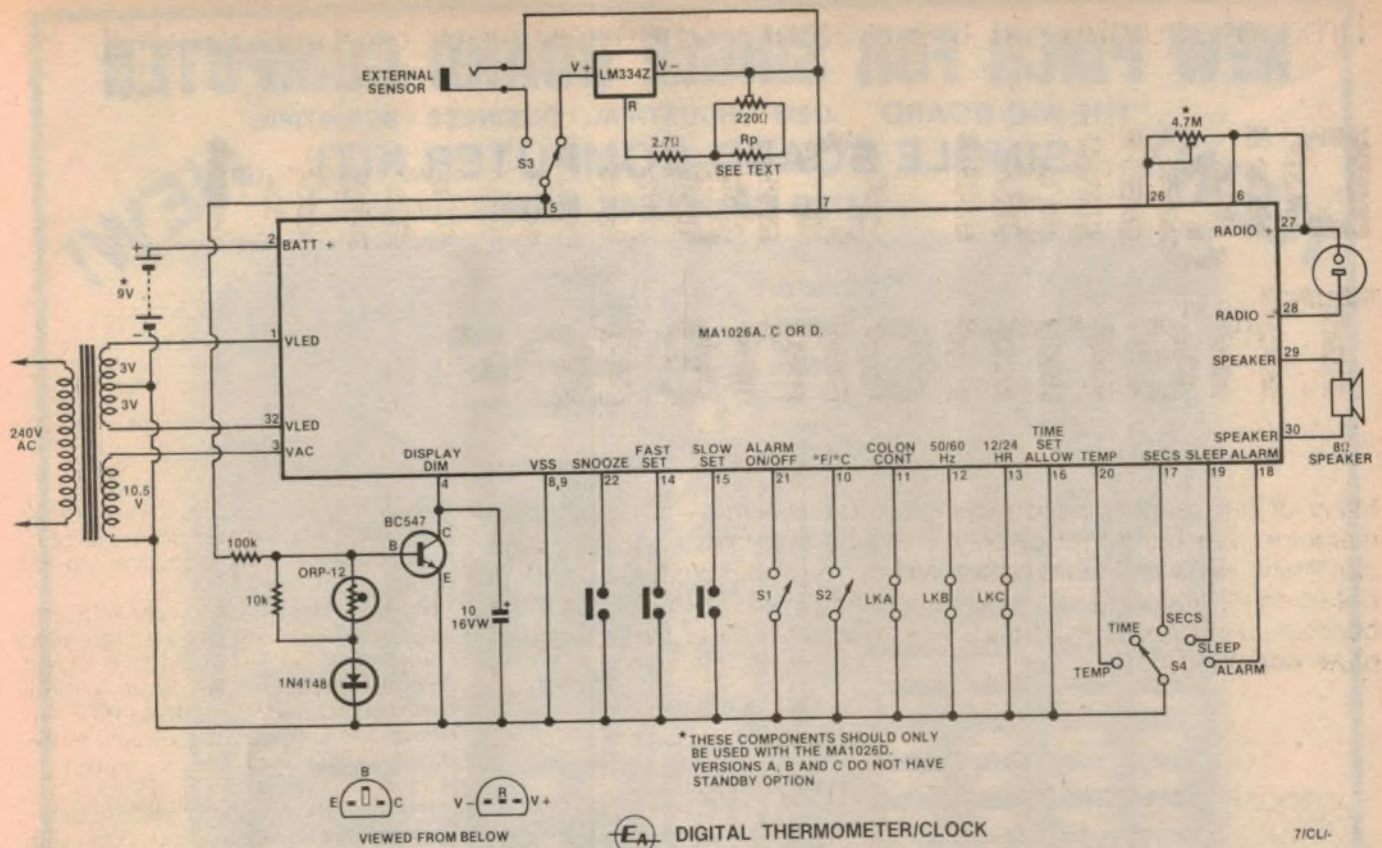 EXTERNAL
SENSOR
V+
LM334Z
V-
R
2.7Ω
220Ω
Rp
SEE TEXT
S3
*
4.7M
5
7
26
6
2
BATT +
+
*
9V
-
1
VLED
3V
3V
32
VLED
3
VAC
240V
AC
10.5
V
MA1026A, C OR D.
RADIO +
27
RADIO -
28
SPEAKER
29
SPEAKER
30
8Ω
SPEAKER
DISPLAY
DIM
4
VSS
8,9
SNOOZE
22
FAST
SET
14
SLOW
SET
15
ALARM
ON/OFF
21
°F/°C
10
COLON
CONT
11
50/60
Hz
12
12/24
HR
13
TIME
SET
ALLOW
16
TEMP
20
SECS
17
SLEEP
19
ALARM
18
100k
10k
ORP-12
1N4148
BC547
B
C
E
10
16VW
+
S1
S2
LKA
LKB
LKC
TEMP
TIME
SECS
SLEEP
S4
ALARM
* THESE COMPONENTS SHOULD ONLY
BE USED WITH THE MA1026D.
VERSIONS A, B AND C DO NOT HAVE
STANDBY OPTION
B
E
C
V-
R
V+
VIEWED FROM BELOW
EA
DIGITAL THERMOMETER/CLOCK
7/CL/-